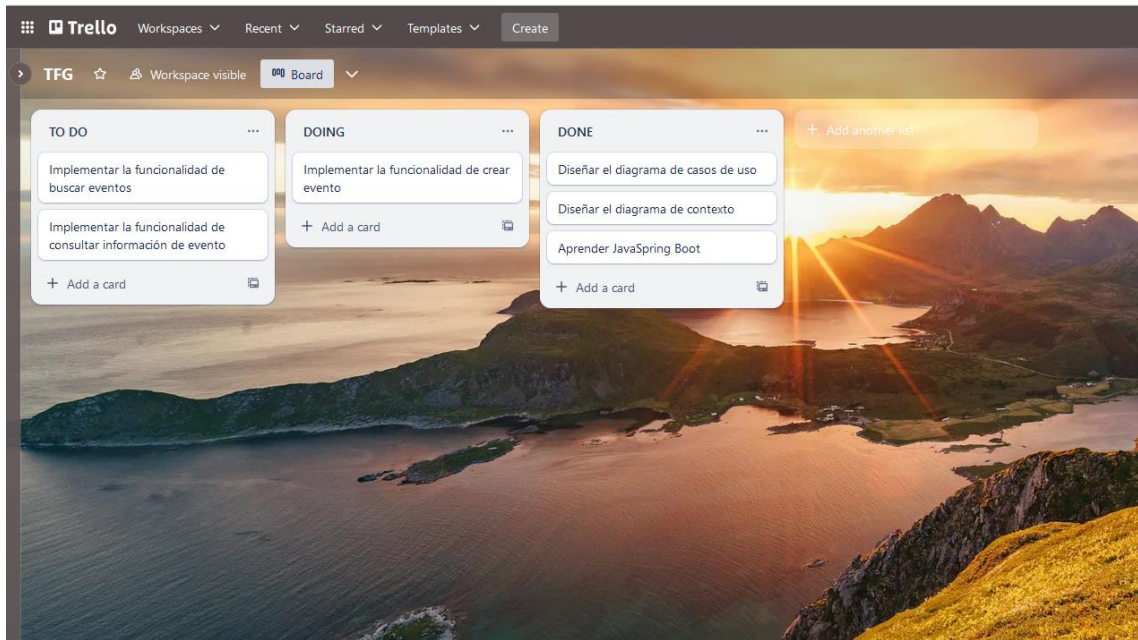 Trello Workspaces Recent Starred Templates Create
TFG Workspace visible Board
TO DO
Implementar la funcionalidad de
buscar eventos
Implementar la funcionalidad de
consultar información de evento
+ Add a card
DOING
Implementar la funcionalidad de crear
evento
+ Add a card
DONE
Diseñar el diagrama de casos de uso
Diseñar el diagrama de contexto
Aprender JavaSpring Boot
+ Add a card
+ Add another list